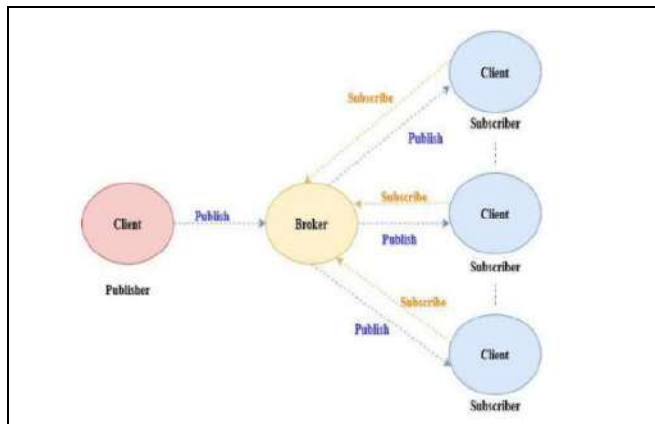 Client
Subscribe
Subscriber
Publish
Subscribe
Client
Publish
Broker
Client
Publish
Subscriber
Publisher
Subscribe
Publish
Client
Subscriber